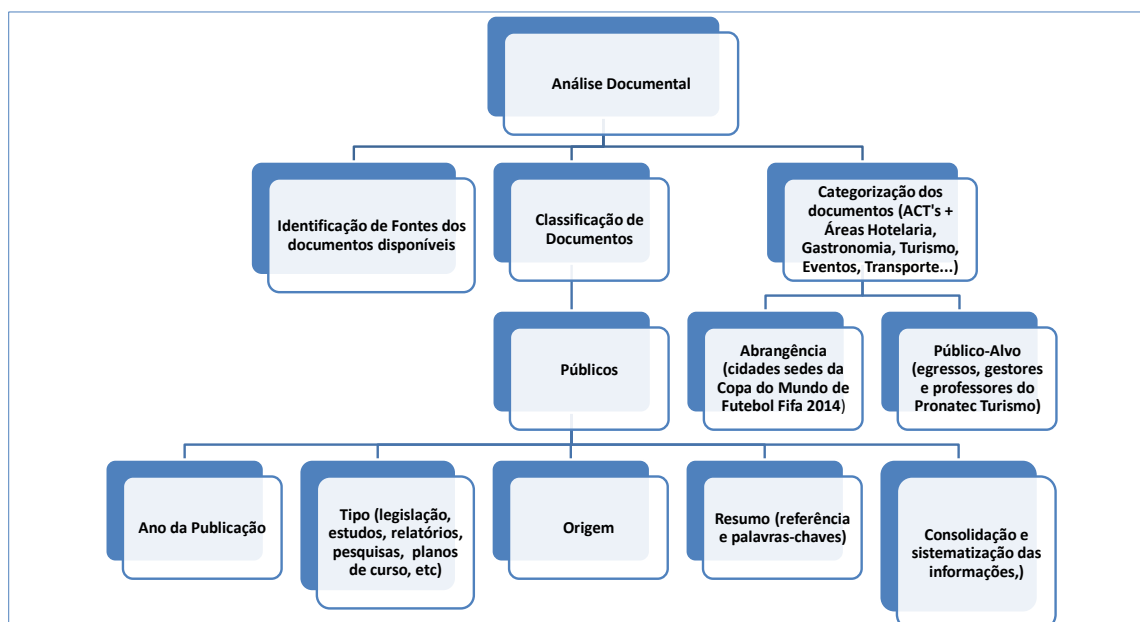 Análise Documental
Identificação de Fontes dos
documentos disponíveis
Classificação de
Documentos
Categorização dos
documentos (ACT's +
Áreas Hotelaria,
Gastronomia, Turismo,
Eventos, Transporte...)
Públicos
Abrangência
(cidades sedes da
Copa do Mundo de
Futebol Fifa 2014)
Público-Alvo
(egressos, gestores
e professores do
Pronatec Turismo)
Ano da Publicação
Tipo (legislação,
estudos, relatórios,
pesquisas, planos
de curso, etc)
Origem
Resumo (referência
e palavras-chaves)
Consolidação e
sistematização das
informações,)